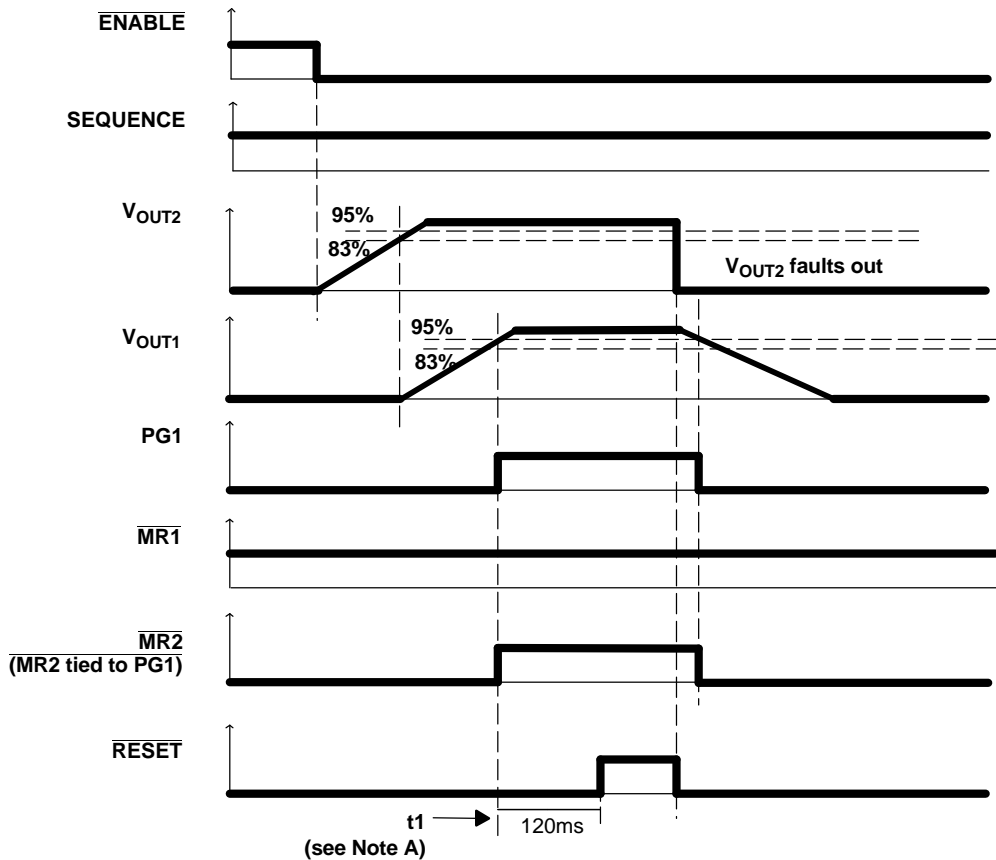 ENABLE
SEQUENCE
VOUT2
95%
83%
VOUT2 faults out
VOUT1
95%
83%
PG1
MR1
MR2
(MR2 tied to PG1)
RESET
t1
120ms
(see Note A)